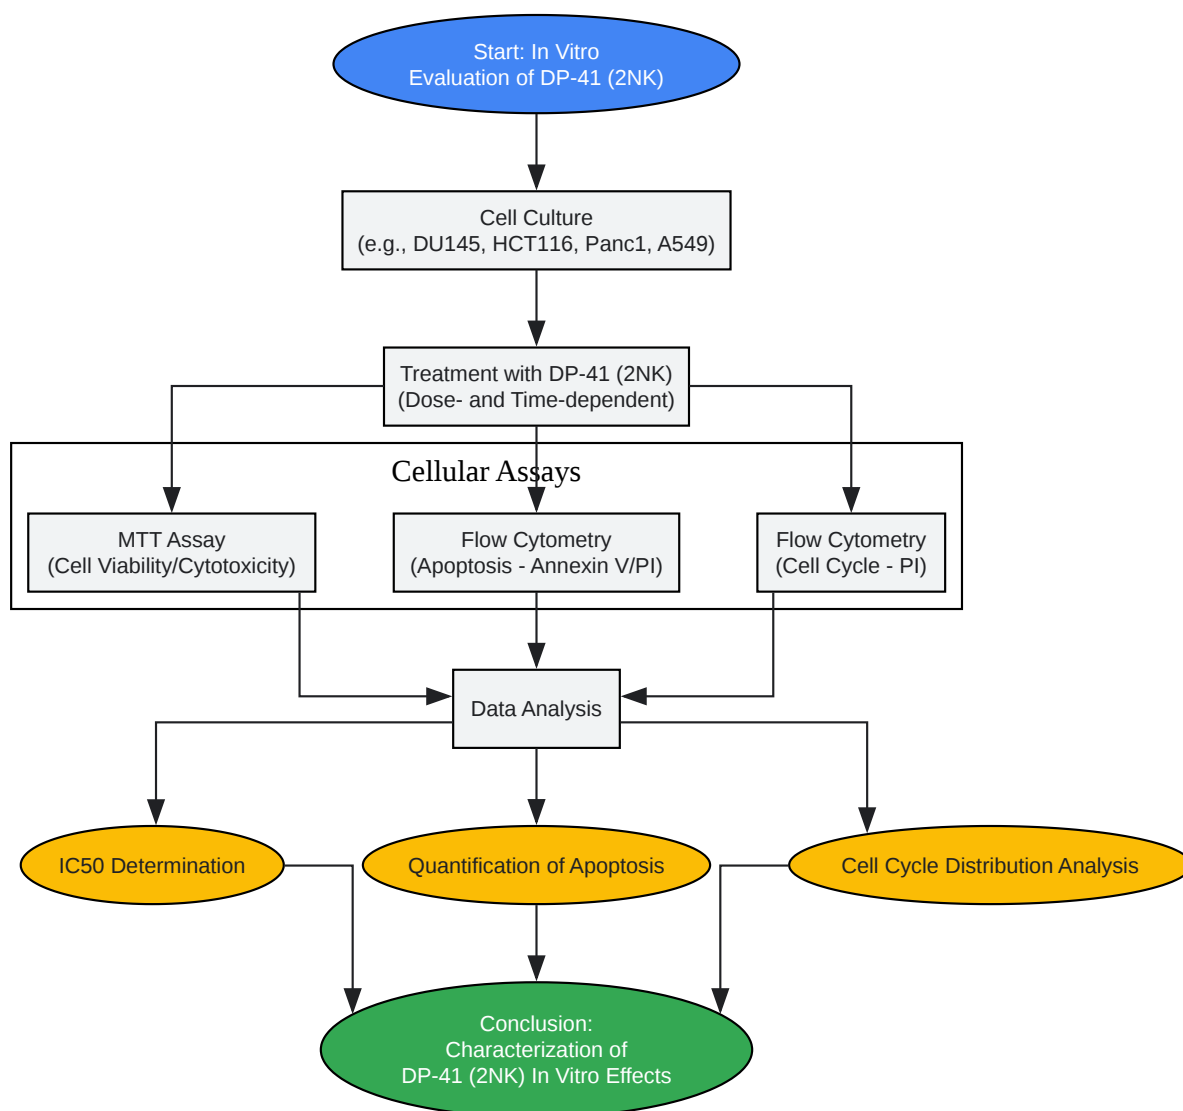 Start: In Vitro
Evaluation of DP-41 (2NK)
Cell Culture
(e.g., DU145, HCT116, Panc1, A549)
Treatment with DP-41 (2NK)
(Dose- and Time-dependent)
Cellular Assays
MTT Assay
(Cell Viability/Cytotoxicity)
Flow Cytometry
(Apoptosis - Annexin V/PI)
Flow Cytometry
(Cell Cycle - PI)
Data Analysis
IC50 Determination
Quantification of Apoptosis
Cell Cycle Distribution Analysis
Conclusion:
Characterization of
DP-41 (2NK) In Vitro Effects